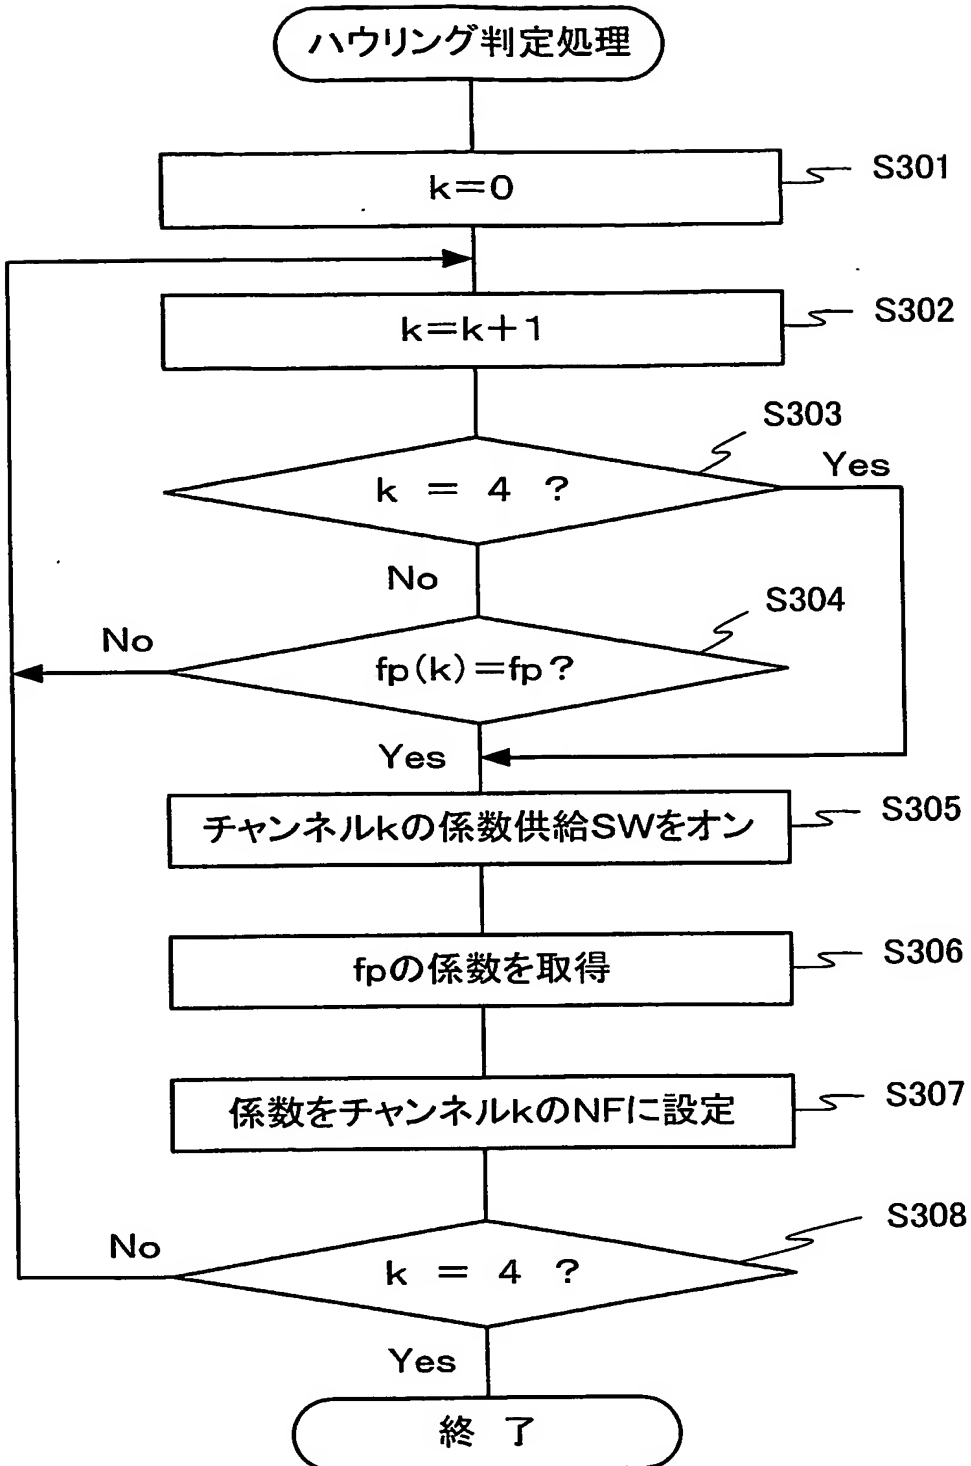 ハウリング判定処理
k=0
S301
k=k+1
S302
S303
k = 4 ?
Yes
No
S304
No
fp(k)=fp?
Yes
チャンネルkの係数供給SWをオン
S305
fpの係数を取得
S306
係数をチャンネルkのNFに設定
S307
S308
No
k = 4 ?
Yes
終 了